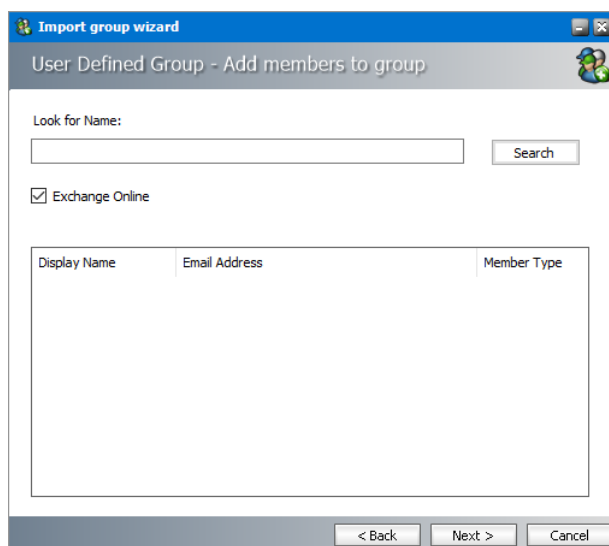 Import group wizard
User Defined Group - Add members to group
Look for Name:
Search
Exchange Online
Display Name Email Address Member Type
< Back Next > Cancel